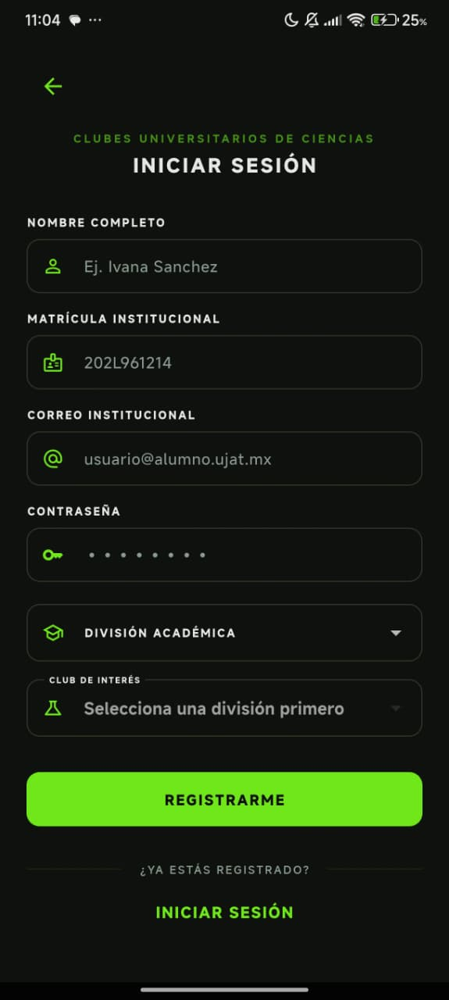 11:04 ... 25%
CLUBES UNIVERSITARIOS DE CIENCIAS
INICIAR SESIÓN
NOMBRE COMPLETO
Ej. Ivana Sanchez
MATRÍCULA INSTITUCIONAL
202L961214
CORREO INSTITUCIONAL
usuario@alumno.ujat.mx
CONTRASEÑA
• • • • • • • •
DIVISIÓN ACADÉMICA
CLUB DE INTERÉS
Selecciona una división primero
REGISTRARME
¿YA ESTÁS REGISTRADO?
INICIAR SESIÓN